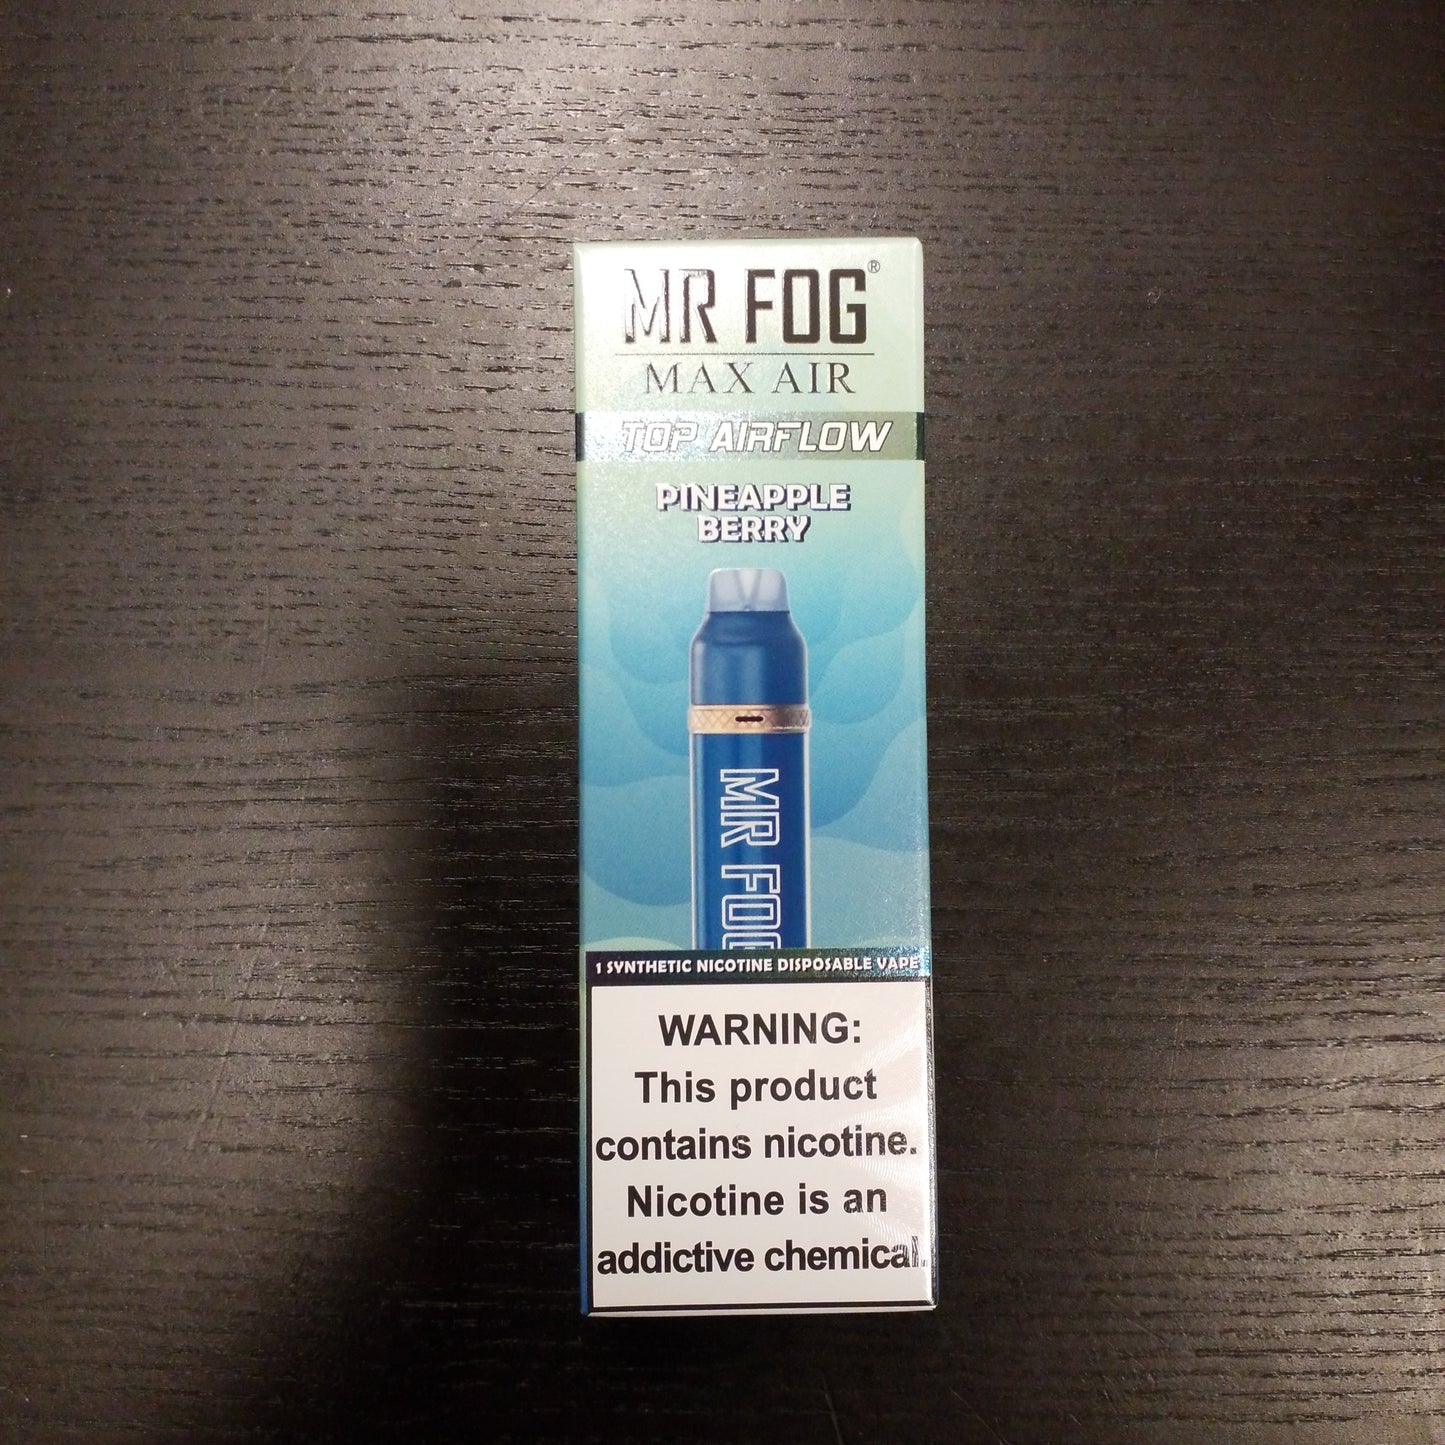 MR FOG®
MAX AIR
TOP AIRFLOW
PINEAPPLE
BERRY
MR FOG
1 SYNTHETIC NICOTINE DISPOSABLE VAPE
WARNING:
This product
contains nicotine.
Nicotine is an
addictive chemical.